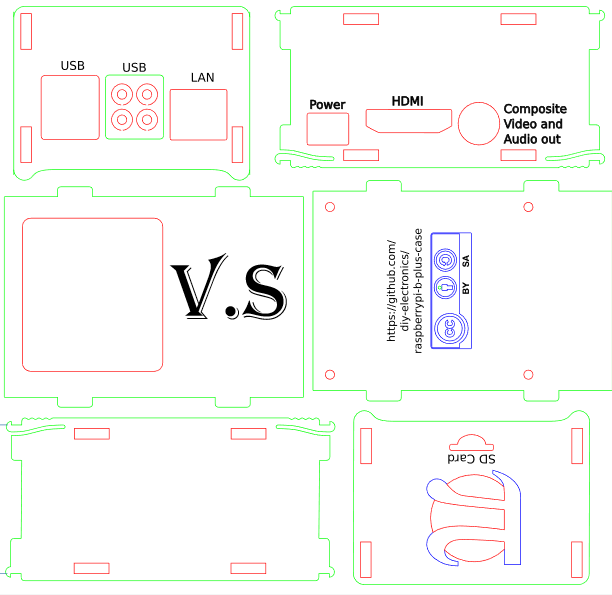 USB
USB
LAN
Power
HDMI
Composite
Video and
Audio out
V.S
https://github.com/
diy-electronics/
raspberrypi-b-plus-case
SA
BY
CC
SD Card